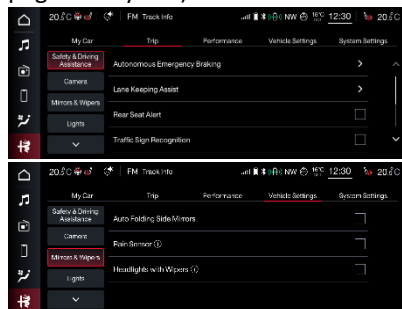 20.5°C FM Track Info NW 16°C 12:30 20.5°C
My Car Trip Performance Vehicle Settings System Settings
Safety & Driving Assistance
Autonomous Emergency Braking
Camera
Lane Keeping Assist
Mirrors & Wipers
Rear Seat Alert
Lights
Traffic Sign Recognition
20.5°C FM Track Info NW 16°C 12:30 20.5°C
My Car Trip Performance Vehicle Settings System Settings
Safety & Driving Assistance
Auto Folding Side Mirrors
Camera
Rain Sensor
Mirrors & Wipers
Headlights with Wipers
Lights